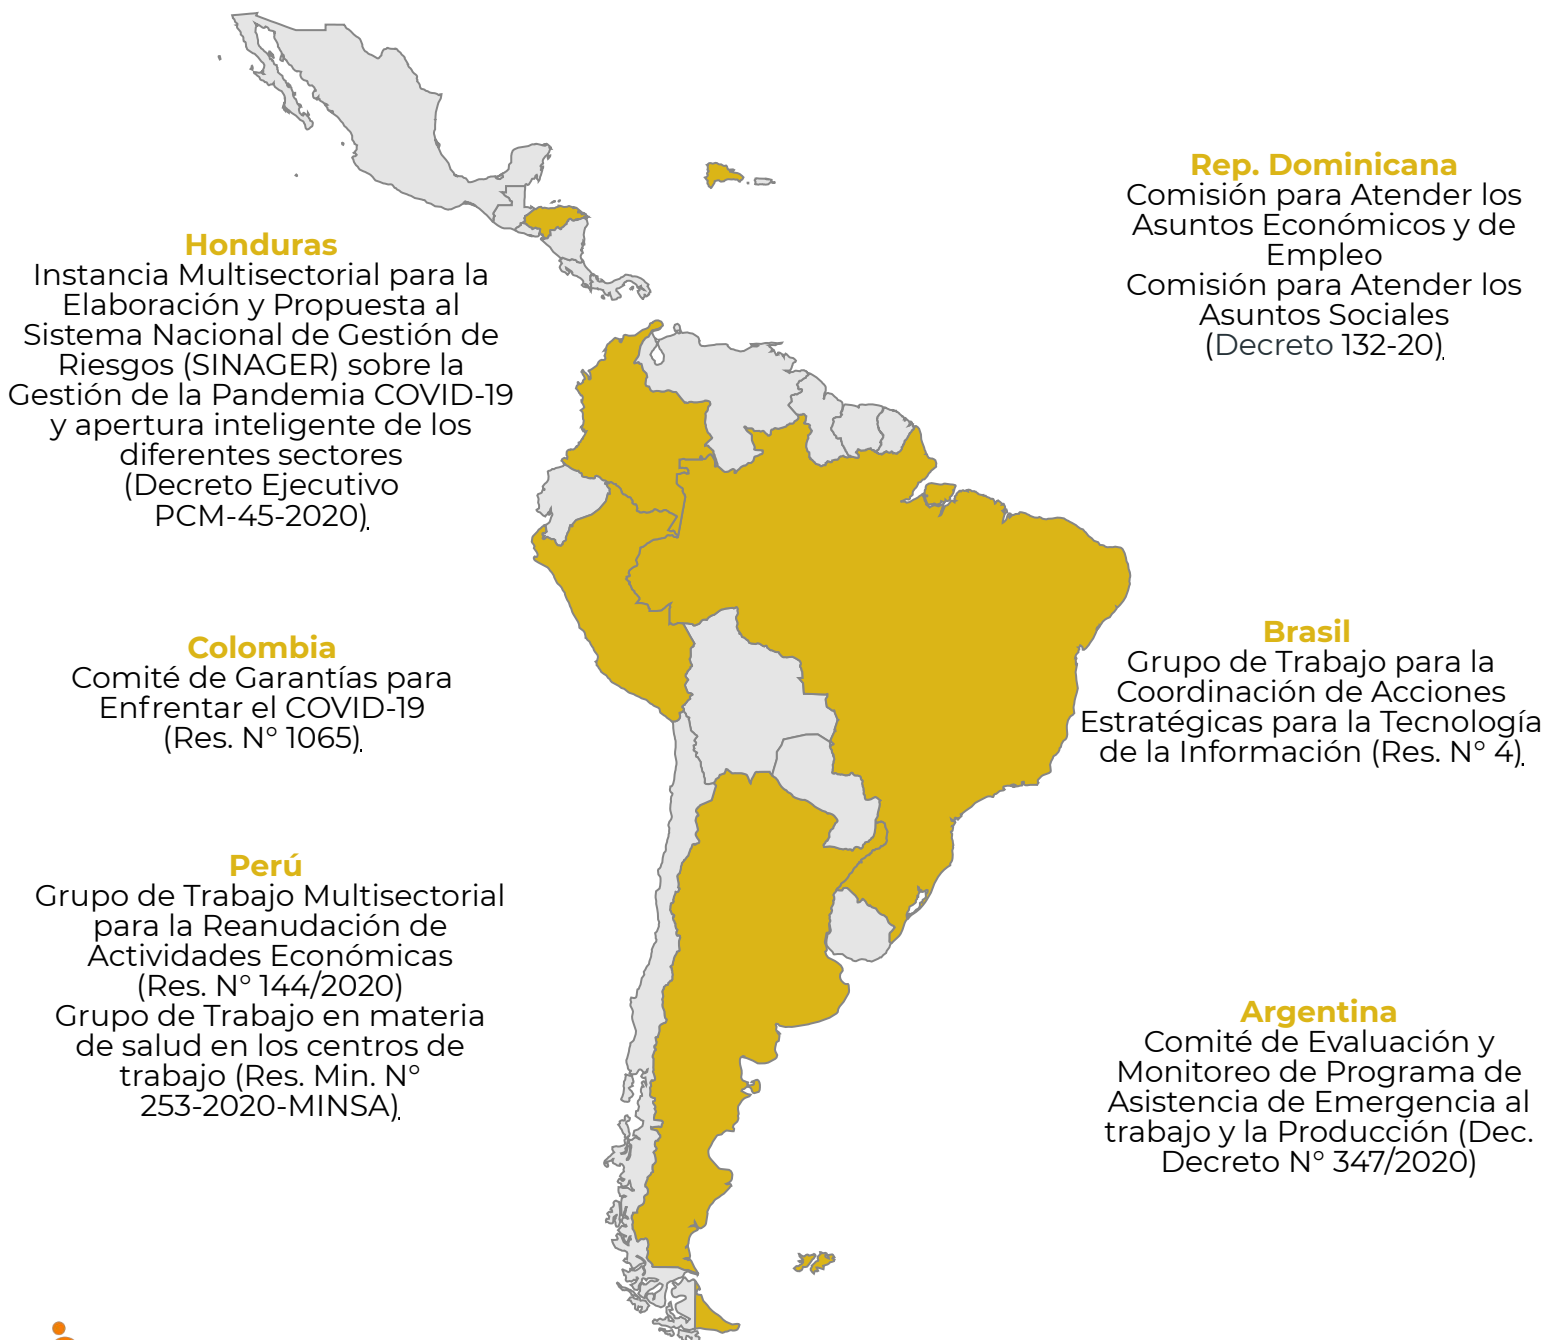 Honduras
Instancia Multisectorial para la
Elaboración y Propuesta al
Sistema Nacional de Gestión de
Riesgos (SINAGER) sobre la
Gestión de la Pandemia COVID-19
y apertura inteligente de los
diferentes sectores
(Decreto Ejecutivo
PCM-45-2020).
Colombia
Comité de Garantías para
Enfrentar el COVID-19
(Res. N° 1065).
Perú
Grupo de Trabajo Multisectorial
para la Reanudación de
Actividades Económicas
(Res. N° 144/2020)
Grupo de Trabajo en materia
de salud en los centros de
trabajo (Res. Min. N°
253-2020-MINSA).
Rep. Dominicana
Comisión para Atender los
Asuntos Económicos y de
Empleo
Comisión para Atender los
Asuntos Sociales
(Decreto 132-20).
Brasil
Grupo de Trabajo para la
Coordinación de Acciones
Estratégicas para la Tecnología
de la Información (Res. N° 4).
Argentina
Comité de Evaluación y
Monitoreo de Programa de
Asistencia de Emergencia al
trabajo y la Producción (Dec.
Decreto N° 347/2020)